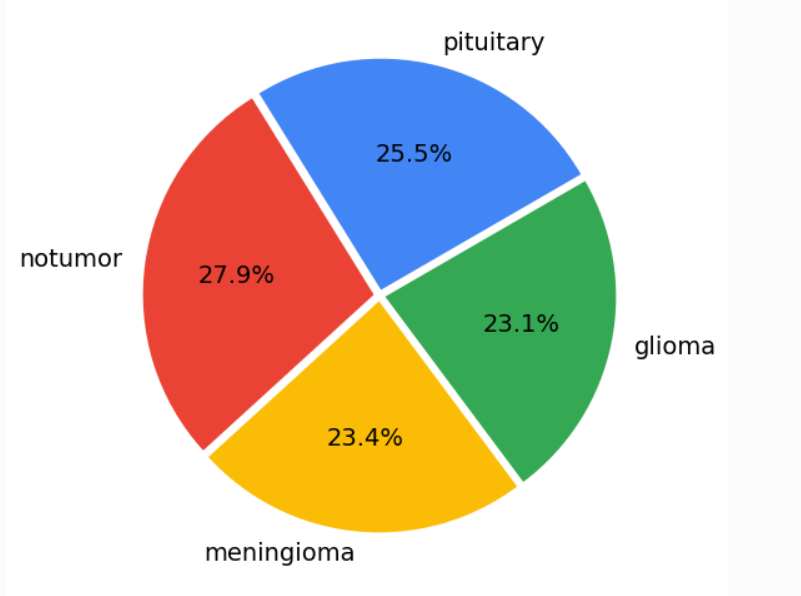 pituitary
25.5%
notumor
27.9%
23.1%
glioma
23.4%
meningioma